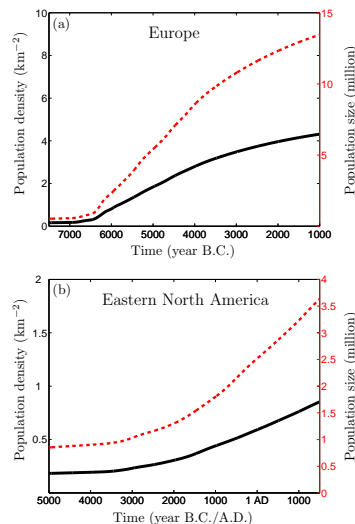 (a)
Europe
Population density (km⁻²)
10
8
6
4
2
0
15
10
5
Population size (million)
7000 6000 5000 4000 3000 2000 1000
Time (year B.C.)
(b)
Eastern North America
Population density (km⁻²)
2
1.5
1
0.5
4
3.5
3
2.5
2
1.5
1
0.5
0
Population size (million)
5000 4000 3000 2000 1000 1 AD 1000
Time (year B.C./A.D.)